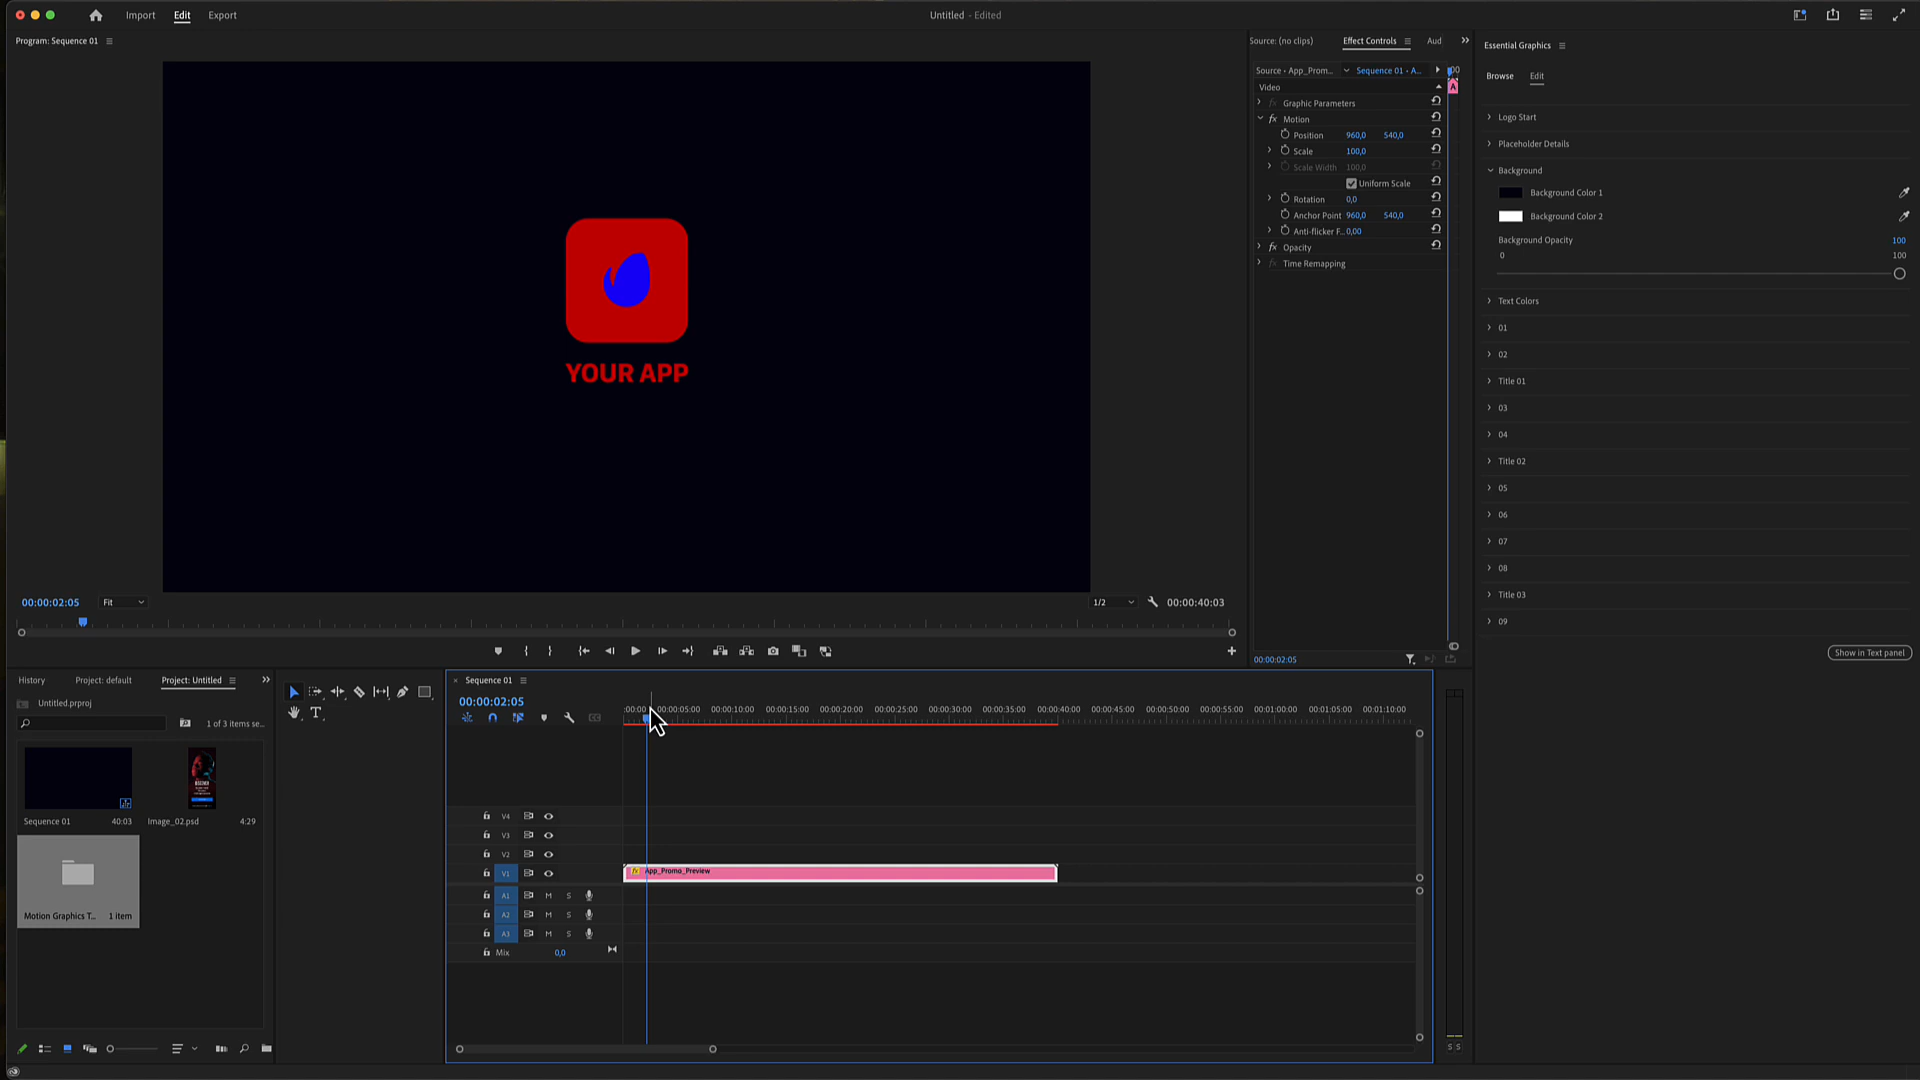 Import Edit Export
Untitled - Edited
Program: Sequence 01
Source: (no clips) Effect Controls Aud
Essential Graphics
Source • App_Prom... Sequence 01 • A... :00
Browse Edit
Video
A
Graphic Parameters
fx Motion
Position 960,0 540,0
Scale 100,0
Scale Width 100,0
Uniform Scale
Rotation 0,0
Anchor Point 960,0 540,0
Anti-flicker F... 0,00
fx Opacity
Time Remapping
Logo Start
Placeholder Details
Background
Background Color 1
Background Color 2
Background Opacity 100
0 100
Text Colors
01
02
Title 01
03
04
Title 02
05
06
07
08
Title 03
09
Show in Text panel
YOUR APP
00:00:02:05 Fit 1/2 00:00:40:03
00:00:02:05
History Project: default Project: Untitled
Untitled.prproj
1 of 3 items se...
Sequence 01 40:03 Image_02.psd 4:29
Motion Graphics T... 1 item
T
Sequence 01
00:00:02:05
:00:00 00:00:05:00 00:00:10:00 00:00:15:00 00:00:20:00 00:00:25:00 00:00:30:00 00:00:35:00 00:00:40:00 00:00:45:00 00:00:50:00 00:00:55:00 00:01:00:00 00:01:05:00 00:01:10:00
V4
V3
V2
V1 fx App_Promo_Preview
A1 M S
A2 M S
A3 M S
Mix 0,0
S S